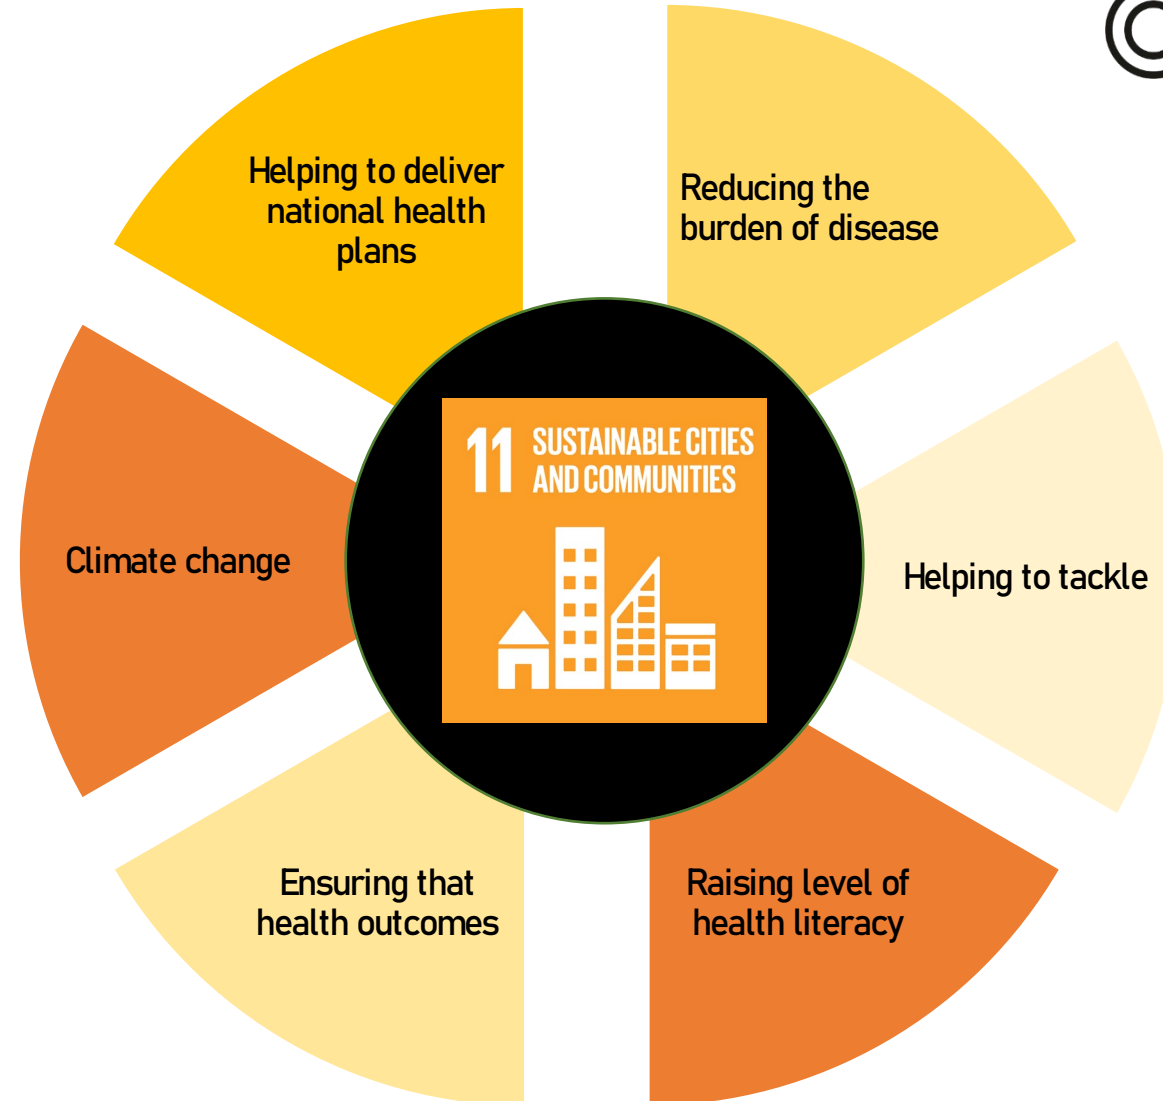 Helping to deliver
national health
plans
Reducing the
burden of disease
Climate change
11 SUSTAINABLE CITIES
AND COMMUNITIES
Helping to tackle
Ensuring that
health outcomes
Raising level of
health literacy